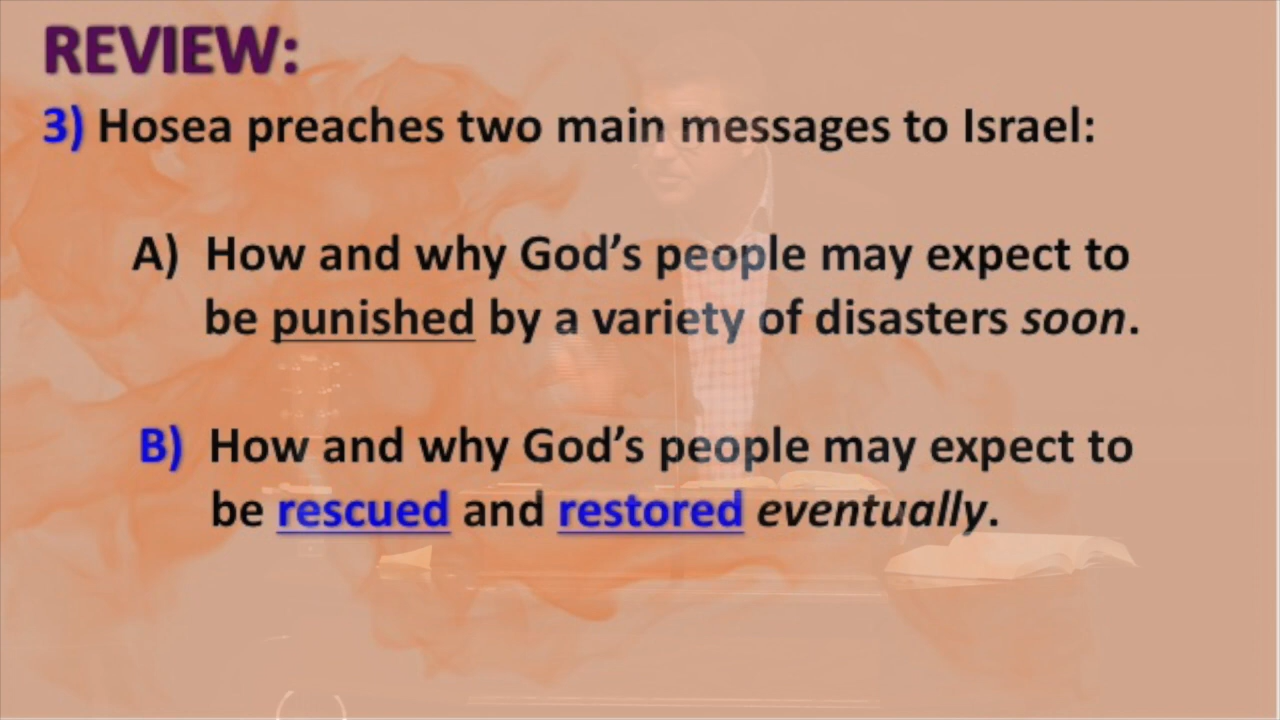 REVIEW:
3) Hosea preaches two main messages to Israel:
A) How and why God’s people may expect to
be punished by a variety of disasters soon.
B) How and why God’s people may expect to
be rescued and restored eventually.